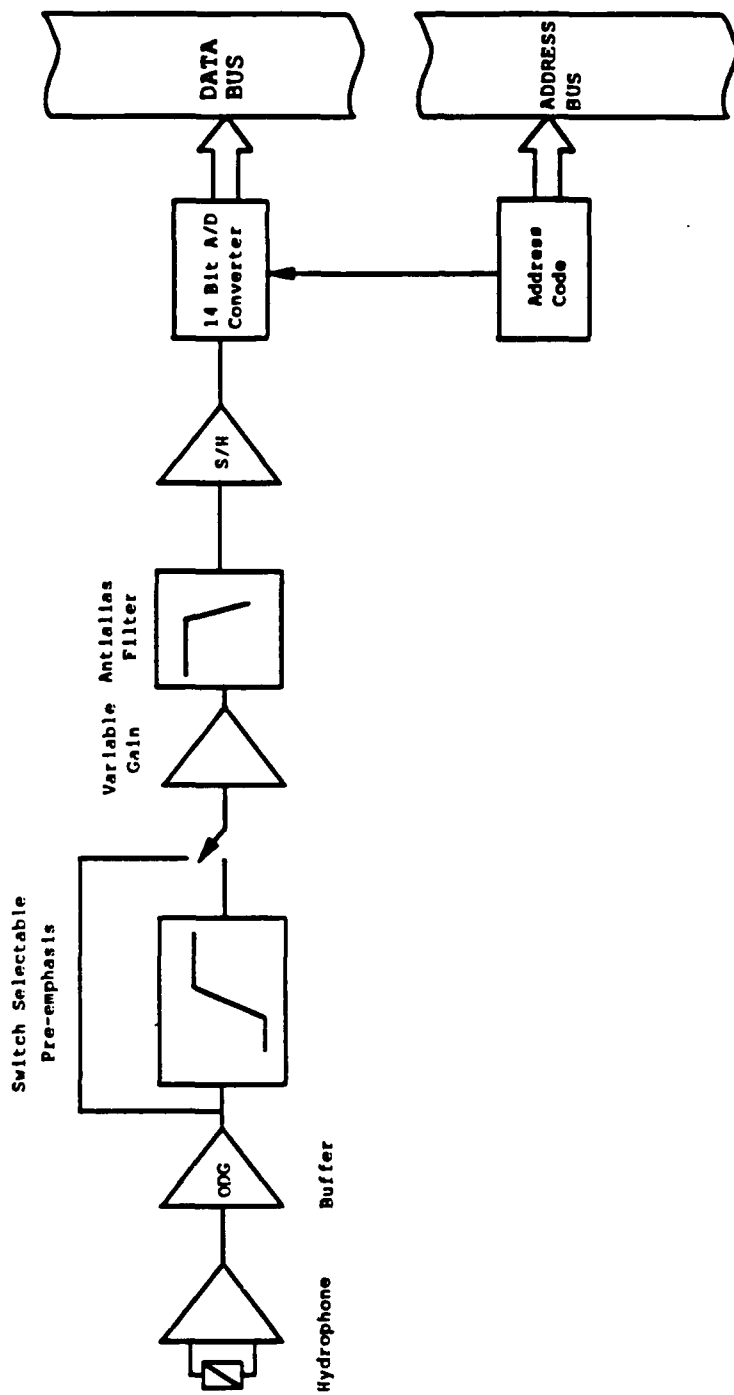 Hydrophone
ODG
Buffer
Switch Selectable
Pre-emphasis
Variable
Gain
Antialias
Filter
S/H
14 Bit A/D
Converter
DATA
BUS
Address
Code
ADDRESS
BUS